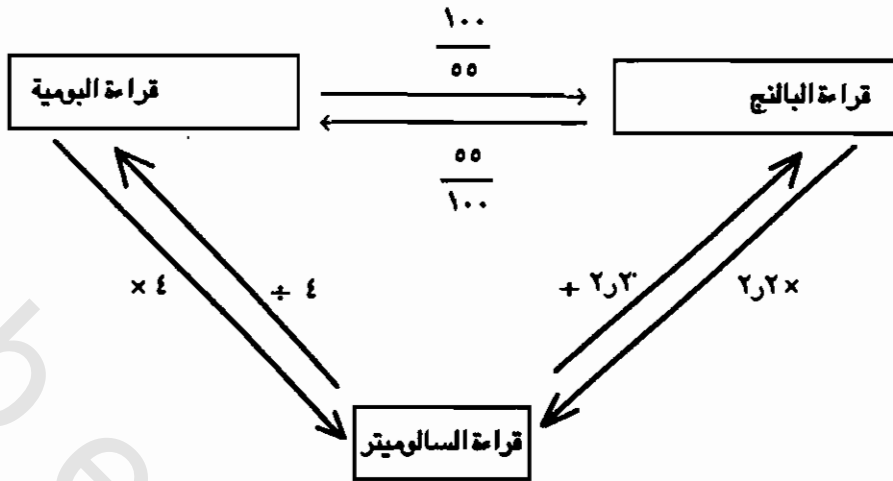 ١٠٠
٥٥
قراءة البومية
قراءة البالنج
٥٥
١٠٠
× ٤
÷ ٤
÷ ٢٫٢
× ٢٫٢
قراءة السالوميتر